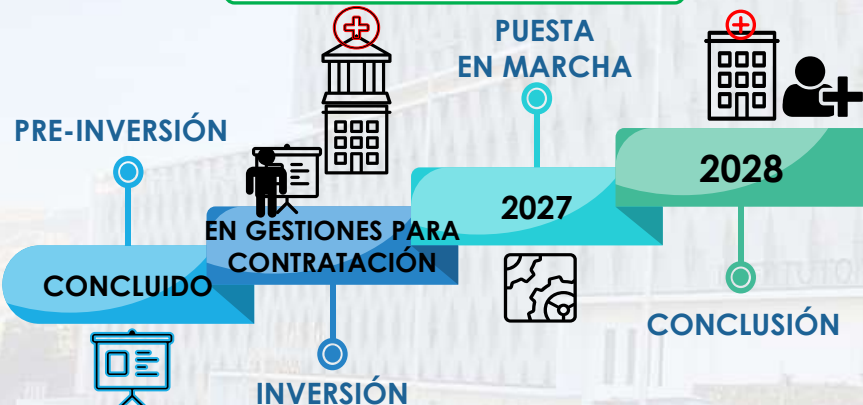 PUESTA
EN MARCHA
PRE-INVERSIÓN
2028
2027
EN GESTIONES PARA
CONTRATACIÓN
CONCLUIDO
CONCLUSIÓN
INVERSIÓN